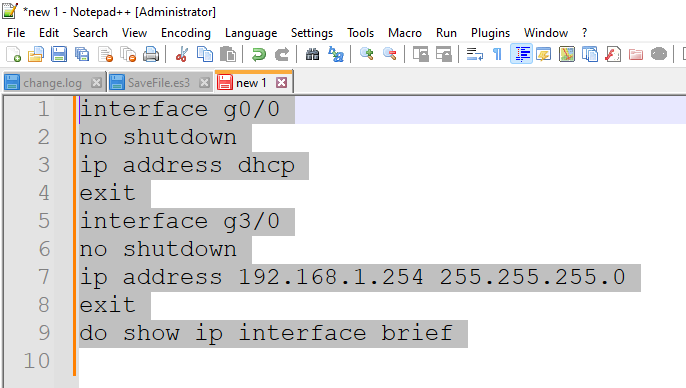 *new 1 - Notepad++ [Administrator]
File Edit Search View Encoding Language Settings Tools Macro Run Plugins Window ?
change.log SaveFile.es3 new 1
1 interface g0/0
2 no shutdown
3 ip address dhcp
4 exit
5 interface g3/0
6 no shutdown
7 ip address 192.168.1.254 255.255.255.0
8 exit
9 do show ip interface brief
10